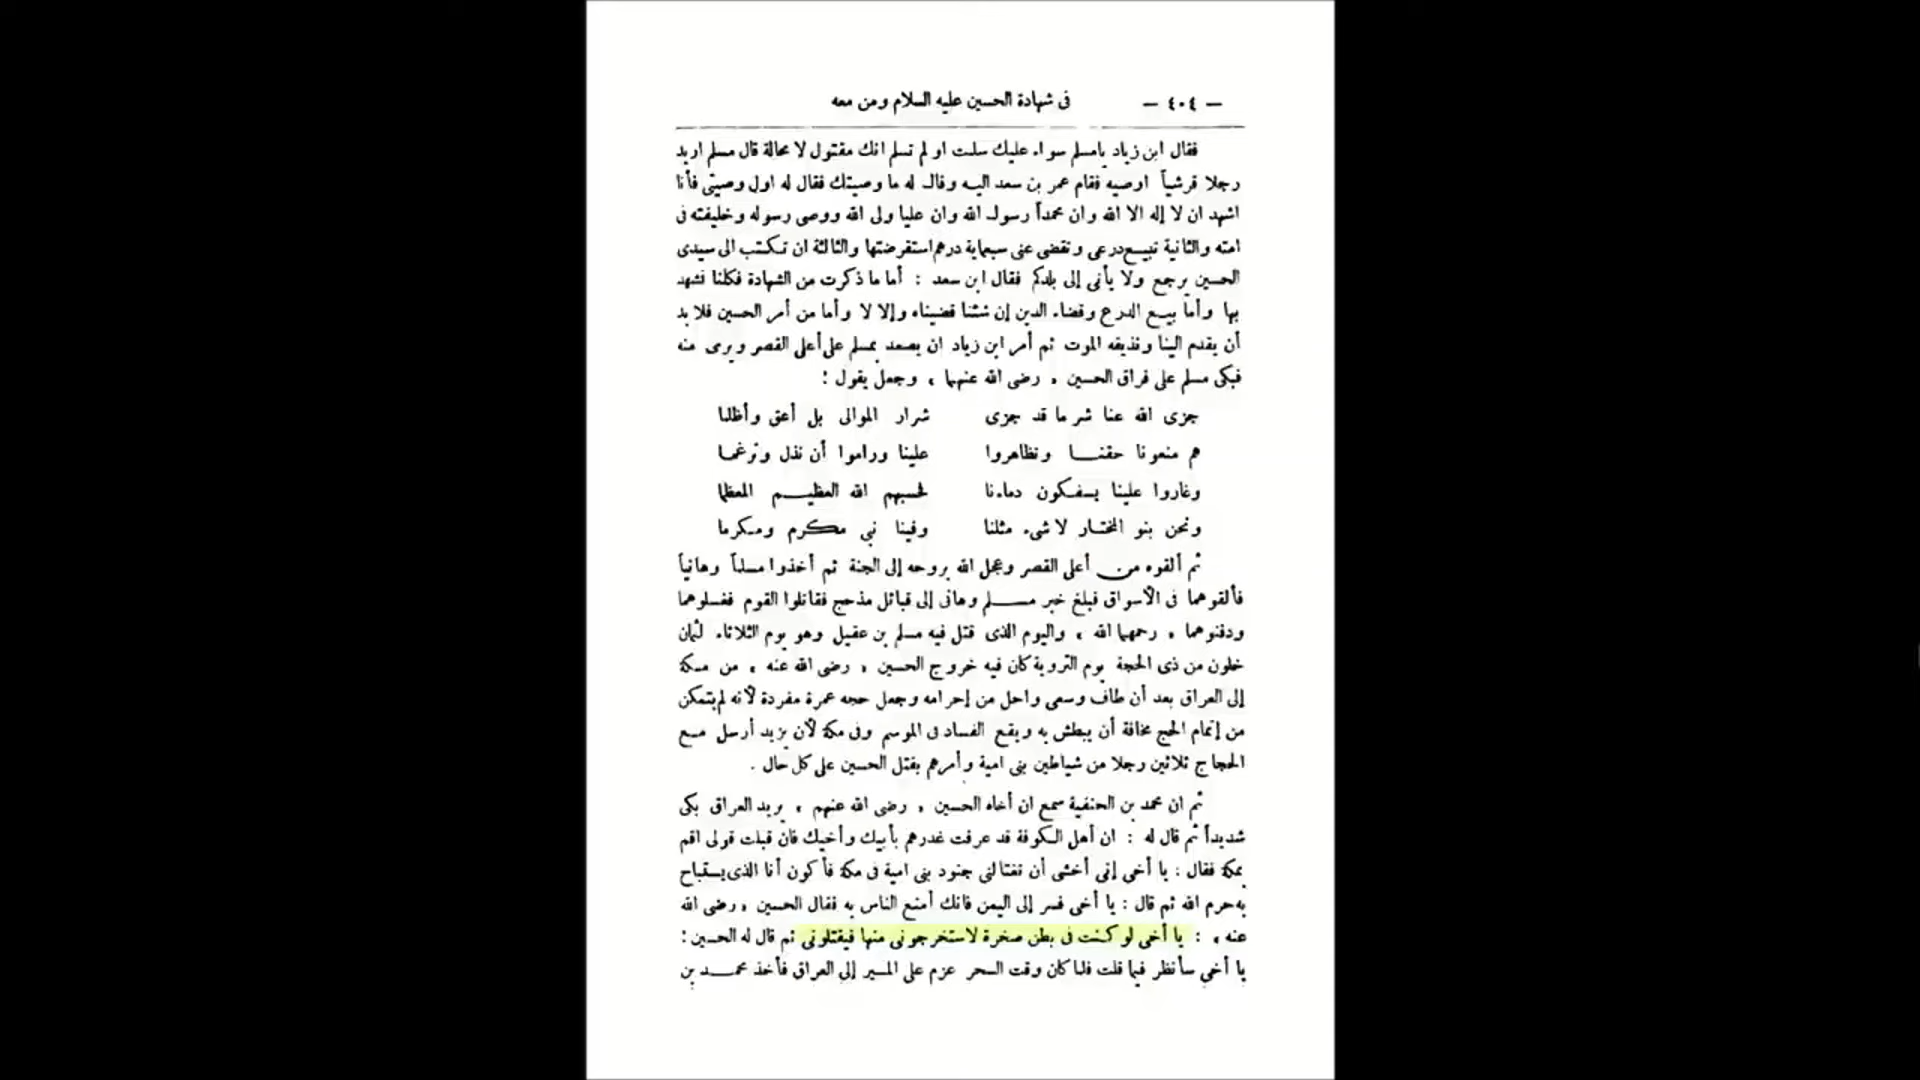 — ٤٠٤ — فى شهادة الحسين عليه السلام ومن معه
فقال ابن زياد يامسلم سواء عليك سلمت او لم تسلم انك مقتول لا محالة قال مسلم اريد
رجلا قرشياً اوصيه فقام عمر بن سعد اليه وقال له ما وصيتك فقال له اول وصيتى فأنا
اشهد ان لا إله الا الله وان محمداً رسول الله وان عليا ولى الله ووصى رسوله وخليفته فى
امته والثانية تبيع درعى وتقضى عنى سبعماية درهم استقرضتها والثالثة ان تكتب الى سيدى
الحسين يرجع ولا يأتى إلى بلدكم فقال ابن سعد : أما ما ذكرت من الشهادة فكلنا نشهد
بها وأما بيع الدرع وقضاء الدين إن شئنا قضيناه وإلا لا وأما من أمر الحسين فلا بد
أن يقدم الينا ونذيقه الموت ثم أمر ابن زياد ان يصعد بمسلم على أعلى القصر ويرمى منه
فبكى مسلم على فراق الحسين ، رضى الله عنهما ، وجعل يقول :
جزى الله عنا شر ما قد جزى شرار الموالى بل أعق وأظلما
هم منعونا حقنا وتظاهروا علينا وراموا أن نذل ونرغما
وغاروا علينا يسفكون دماءنا فحسبهم الله العظيم المعظما
ونحن بنو المختار لا شىء مثلنا وفينا نبى مكرم ومكرما
ثم ألقوه من أعلى القصر وعجل الله بروحه إلى الجنة ثم أخذوا مسلماً وهانياً
فألقوهما فى الأسواق فبلغ خبر مسلم وهانى إلى قبائل مذحج فقاتلوا القوم فغسلوهما
ودفنوهما ، رحمهما الله ، واليوم الذى قتل فيه مسلم بن عقيل وهو يوم الثلاثاء لثمان
خلون من ذى الحجة يوم التروية كان فيه خروج الحسين ، رضى الله عنه ، من مكة
إلى العراق بعد أن طاف وسعى واحل من إحرامه وجعل حجه عمرة مفردة لأنه لم يتمكن
من إتمام الحج مخافة أن يبطش به ويقع الفساد فى الموسم وفى مكة لأن يزيد أرسل مع
الحجاج ثلاثين رجلا من شياطين بنى امية وأمرهم بقتل الحسين على كل حال .
ثم ان محمد بن الحنفية سمع ان أخاه الحسين ، رضى الله عنهم ، يريد العراق بكى
شديداً ثم قال له : ان أهل الكوفة قد عرفت غدرهم بأبيك وأخيك فان قبلت قولى اقم
بمكة فقال : يا أخى إنى أخشى أن تغتالنى جنود بنى امية فى مكة فأكون أنا الذى يستباح
به حرم الله ثم قال : يا أخى فسر إلى اليمن فانك أمنع الناس به فقال الحسين ، رضى الله
عنه ، : يا أخى لو كنت فى بطن صخرة لاستخرجونى منها فيقتلونى ثم قال له الحسين :
يا أخى سأنظر فيما قلت فلما كان وقت السحر عزم على المسير إلى العراق فأخذ محمد بن